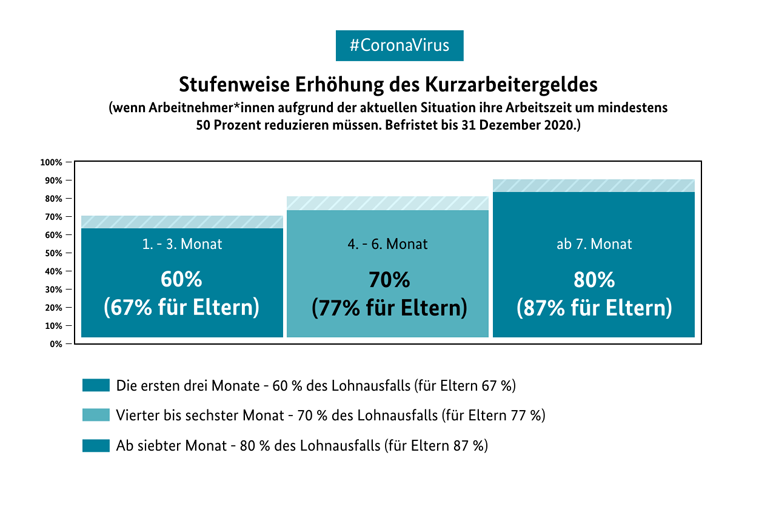 #CoronaVirus
Stufenweise Erhöhung des Kurzarbeitergeldes
(wenn Arbeitnehmer*innen aufgrund der aktuellen Situation ihre Arbeitszeit um mindestens
50 Prozent reduzieren müssen. Befristet bis 31 Dezember 2020.)
100%
90%
80%
70%
60%
50%
40%
30%
20%
10%
0%
1. - 3. Monat
60%
(67% für Eltern)
4. - 6. Monat
70%
(77% für Eltern)
ab 7. Monat
80%
(87% für Eltern)
Die ersten drei Monate - 60 % des Lohnausfalls (für Eltern 67 %)
Vierter bis sechster Monat - 70 % des Lohnausfalls (für Eltern 77 %)
Ab siebter Monat - 80 % des Lohnausfalls (für Eltern 87 %)